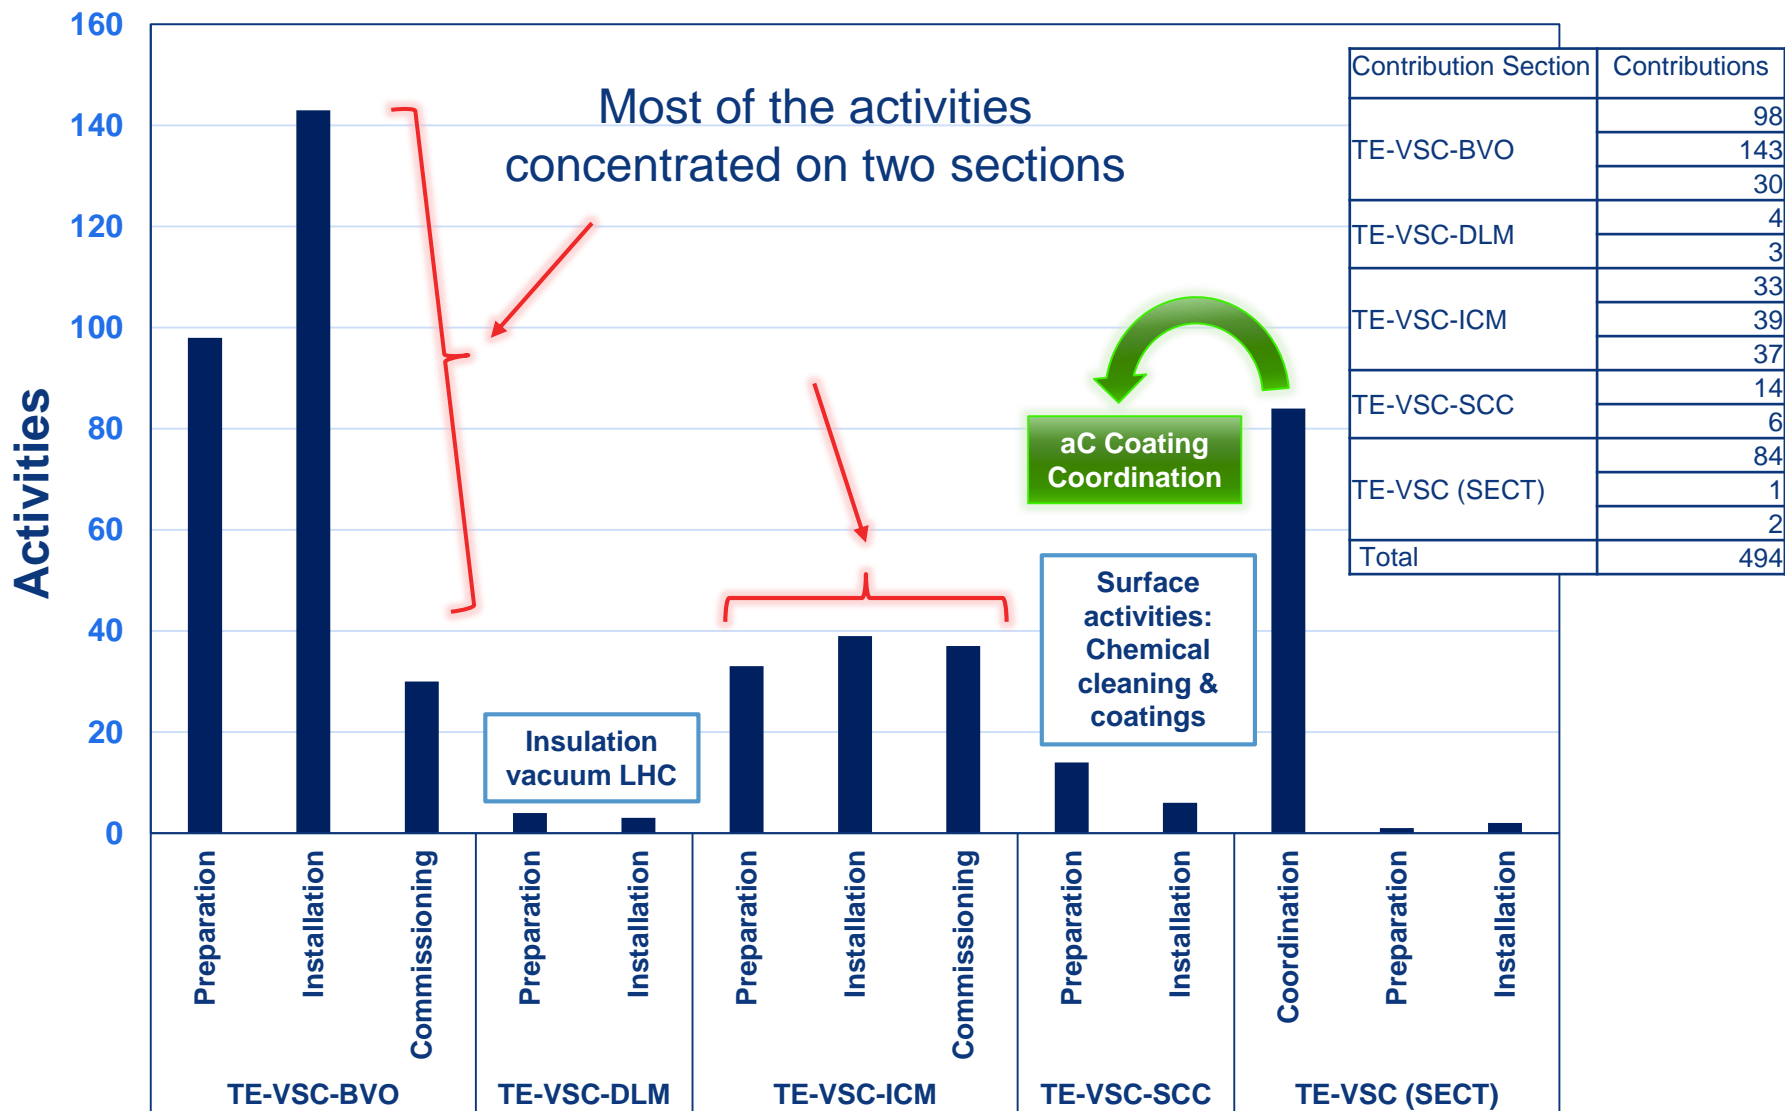 160
140
120
100
80
60
40
20
0
Activities
Most of the activities
concentrated on two sections
Contribution Section Contributions
TE-VSC-BVO
98
143
30
TE-VSC-DLM
4
3
TE-VSC-ICM
33
39
37
TE-VSC-SCC
14
6
TE-VSC (SECT)
84
1
2
Total 494
aC Coating
Coordination
Surface
activities:
Chemical
cleaning &
coatings
Insulation
vacuum LHC
Preparation
Installation
Commissioning
Preparation
Installation
Preparation
Installation
Commissioning
Preparation
Installation
Coordination
Preparation
Installation
TE-VSC-BVO
TE-VSC-DLM
TE-VSC-ICM
TE-VSC-SCC
TE-VSC (SECT)